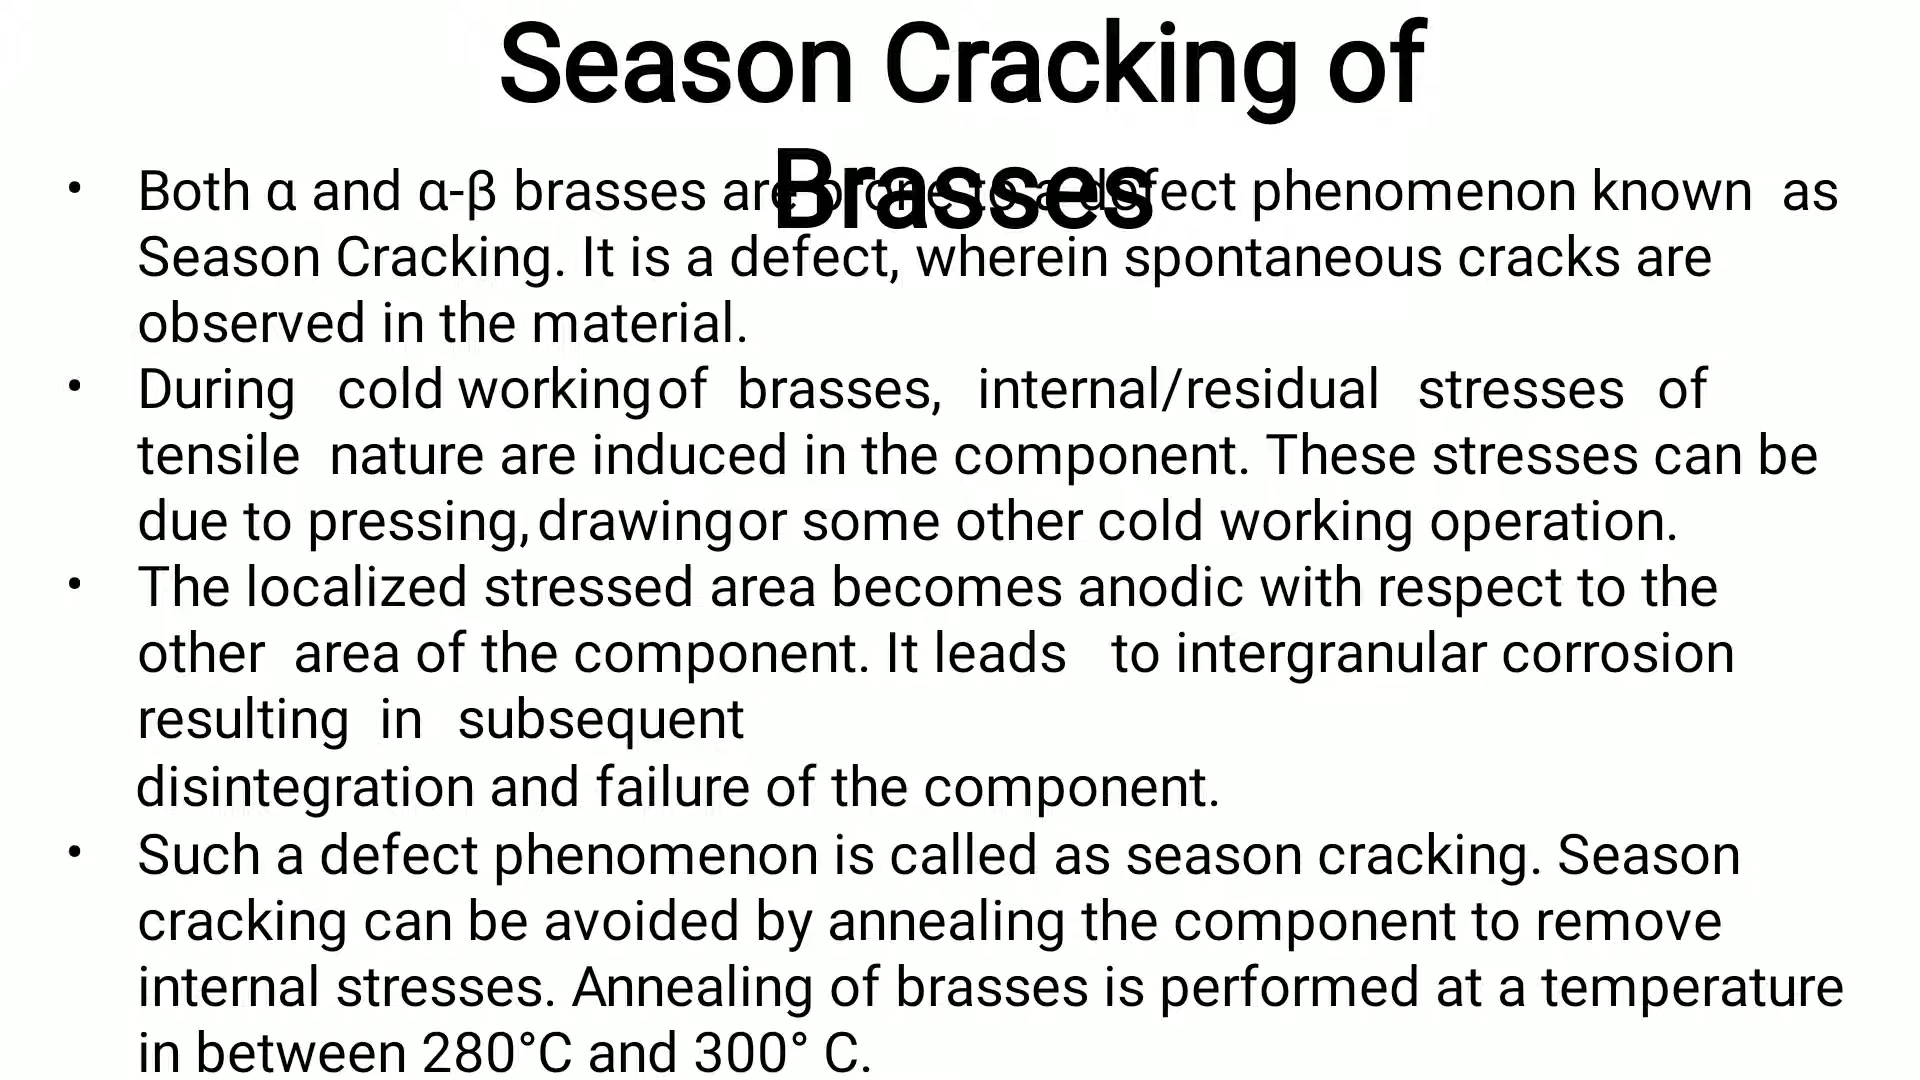 Season Cracking of
Brasses
• Both α and α-β brasses are prone to a defect phenomenon known as
Season Cracking. It is a defect, wherein spontaneous cracks are
observed in the material.
• During cold working of brasses, internal/residual stresses of
tensile nature are induced in the component. These stresses can be
due to pressing, drawing or some other cold working operation.
• The localized stressed area becomes anodic with respect to the
other area of the component. It leads to intergranular corrosion
resulting in subsequent
disintegration and failure of the component.
• Such a defect phenomenon is called as season cracking. Season
cracking can be avoided by annealing the component to remove
internal stresses. Annealing of brasses is performed at a temperature
in between 280°C and 300° C.